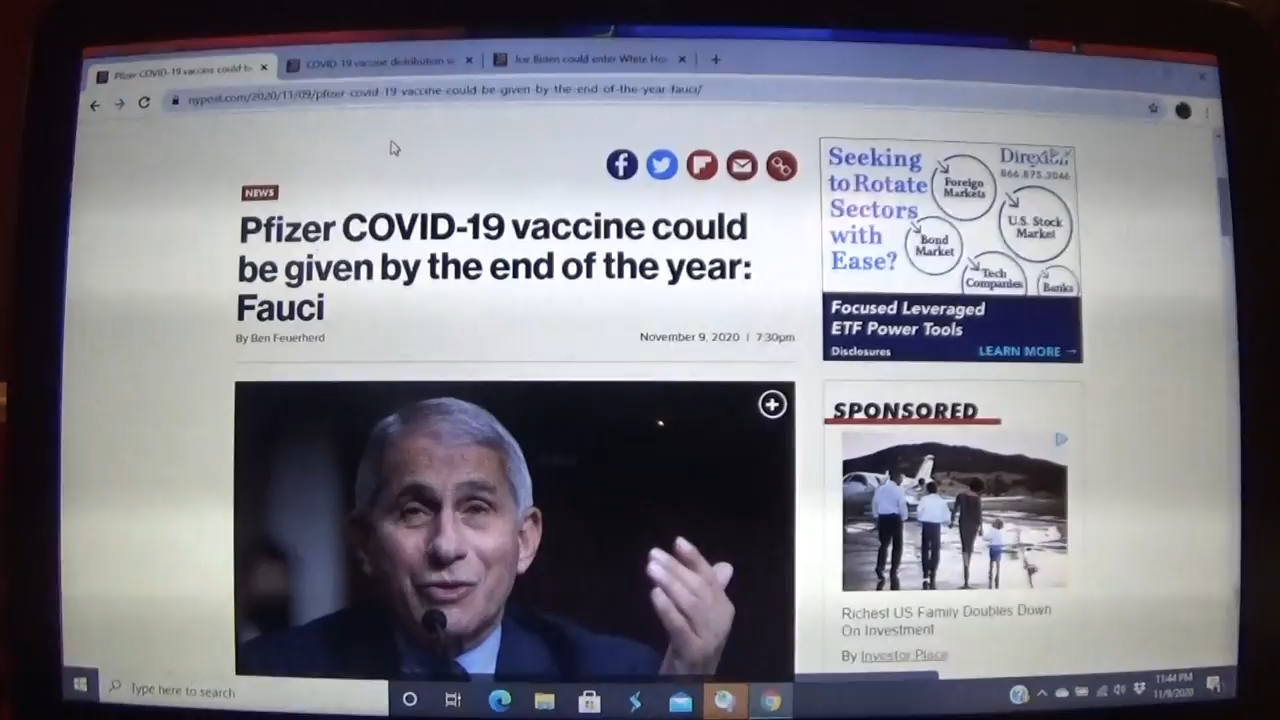 Pfizer COVID-19 vaccine could b
COVID-19 vaccine distribution w
Joe Biden could enter White Ho
nypost.com/2020/11/09/pfizer-covid-19-vaccine-could-be-given-by-the-end-of-the-year-fauci/
NEWS
Pfizer COVID-19 vaccine could
be given by the end of the year:
Fauci
By Ben Feuerherd
November 9, 2020 | 7:30pm
Seeking
to Rotate
Sectors
with
Ease?
Direxion
866.875.3046
Foreign
Markets
U.S. Stock
Market
Bond
Market
Tech
Companies
Banks
Focused Leveraged
ETF Power Tools
Disclosures
LEARN MORE →
SPONSORED
Richest US Family Doubles Down
On Investment
By Investor Place
Type here to search
11:44 PM
11/9/2020